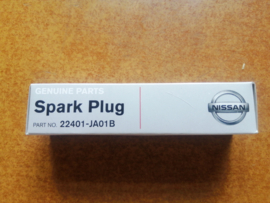 GENUINE PARTS
Spark Plug
PART NO. 22401-JA01B
NISSAN